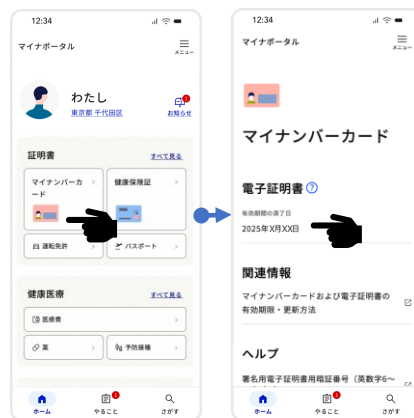 12:34
マイナポータル
メニュー
わたし
東京都 千代田区
お知らせ
1
証明書
すべて見る
マイナンバーカ
ード
健康保険証
運転免許
パスポート
健康医療
すべて見る
医療費
薬
予防接種
ホーム
やること
さがす
12:34
マイナポータル
メニュー
マイナンバーカード
電子証明書
有効期間の満了日
2025年X月XX日
関連情報
マイナンバーカードおよび電子証明書の
有効期限・更新方法
ヘルプ
署名用電子証明書用暗証番号（英数字6〜
ホーム
やること
さがす